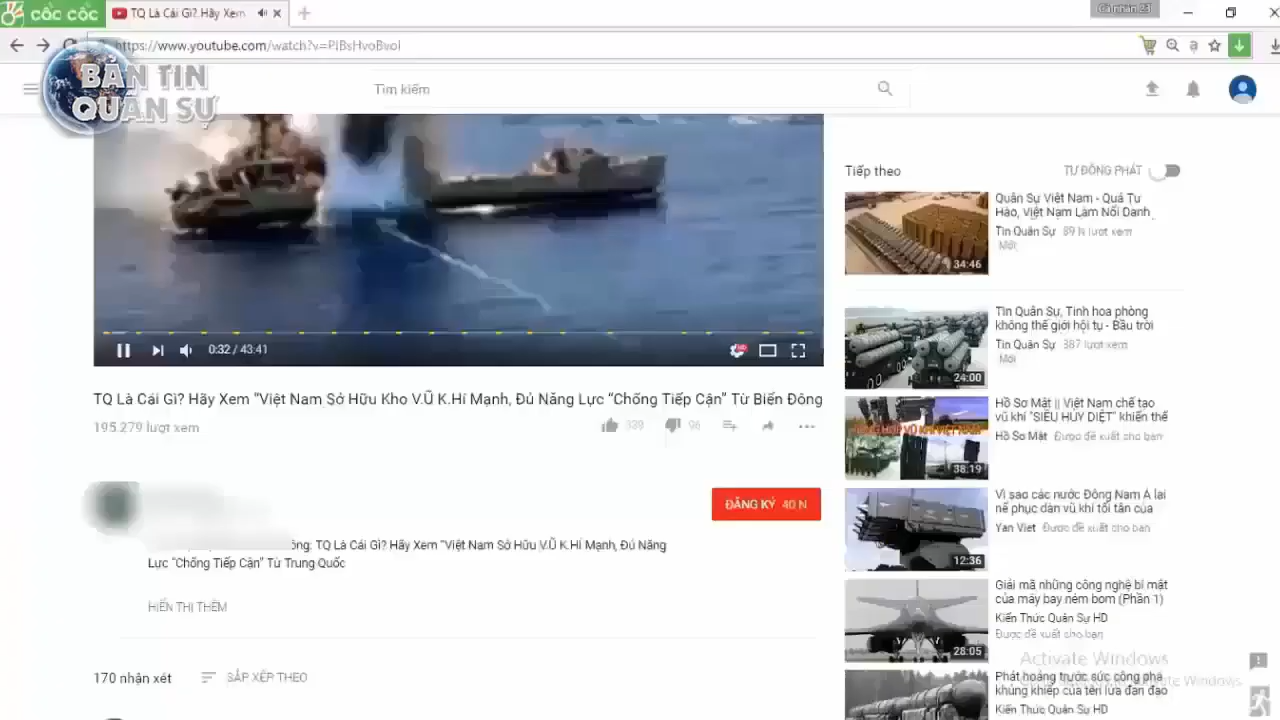 cốc cốc
TQ Là Cái Gì? Hãy Xem
Cá nhân 23
https://www.youtube.com/watch?v=
BẢN TIN
QUÂN SỰ
Tìm kiếm
0:32 / 43:41
TQ Là Cái Gì? Hãy Xem "Việt Nam Sở Hữu Kho V.Ũ K.Hí Mạnh, Đủ Năng Lực “Chống Tiếp Cận” Từ Biển Đông
195.279 lượt xem
339
96
ĐĂNG KÝ 40 N
ông: TQ Là Cái Gì? Hãy Xem "Việt Nam Sở Hữu V.Ũ K.Hí Mạnh, Đủ Năng
Lực “Chống Tiếp Cận” Từ Trung Quốc
HIỂN THỊ THÊM
170 nhận xét
SẮP XẾP THEO
Tiếp theo
TỰ ĐỘNG PHÁT
34:46
Quân Sự Việt Nam - Quá Tự
Hào, Việt Nam Làm Nổi Danh
Tin Quân Sự 89 N lượt xem
Mới
24:00
Tin Quân Sự, Tinh hoa phòng
không thế giới hội tụ - Bầu trời
Tin Quân Sự 387 lượt xem
Mới
38:19
Hồ Sơ Mật || Việt Nam chế tạo
vũ khí "SIÊU HỦY DIỆT" khiến thế
Hồ Sơ Mật Được đề xuất cho bạn
12:36
Vì sao các nước Đông Nam Á lại
nể phục dàn vũ khí tối tân của
Yan Viet Được đề xuất cho bạn
28:05
Giải mã những công nghệ bí mật
của máy bay ném bom (Phần 1)
Kiến Thức Quân Sự HD
Được đề xuất cho bạn
Activate Windows
Phát hoảng trước sức công phá
khủng khiếp của tên lửa đạn đạo
Kiến Thức Quân Sự HD